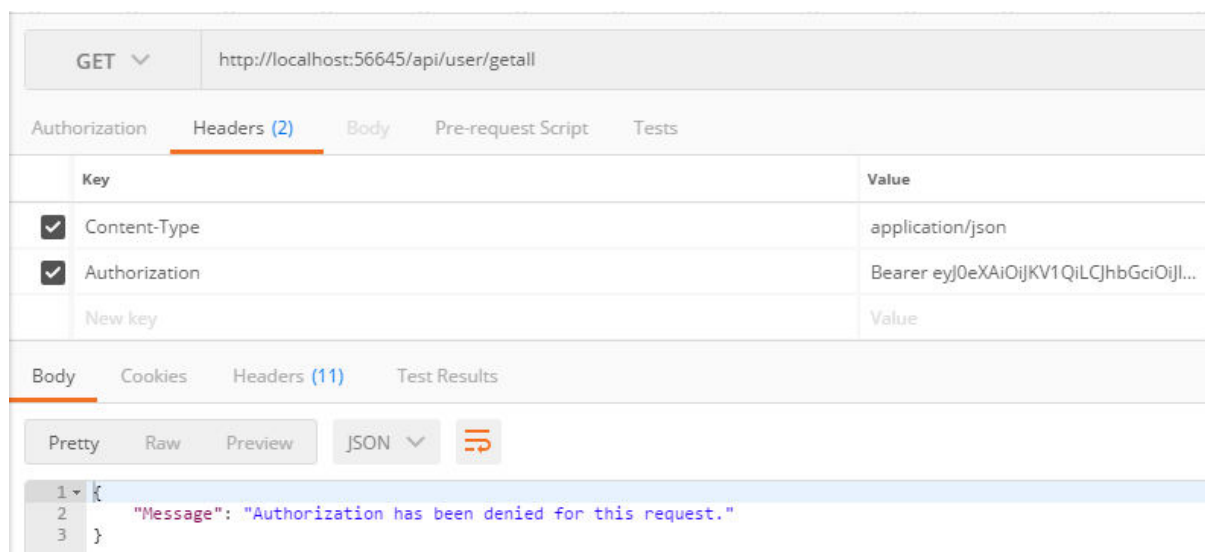 GET http://localhost:56645/api/user/getall
Authorization Headers (2) Body Pre-request Script Tests
Key Value
Content-Type application/json
Authorization Bearer eyJ0eXAiOiJKV1QiLCJhbGciOiJI...
New key Value
Body Cookies Headers (11) Test Results
Pretty Raw Preview JSON
1 {
2 "Message": "Authorization has been denied for this request."
3 }